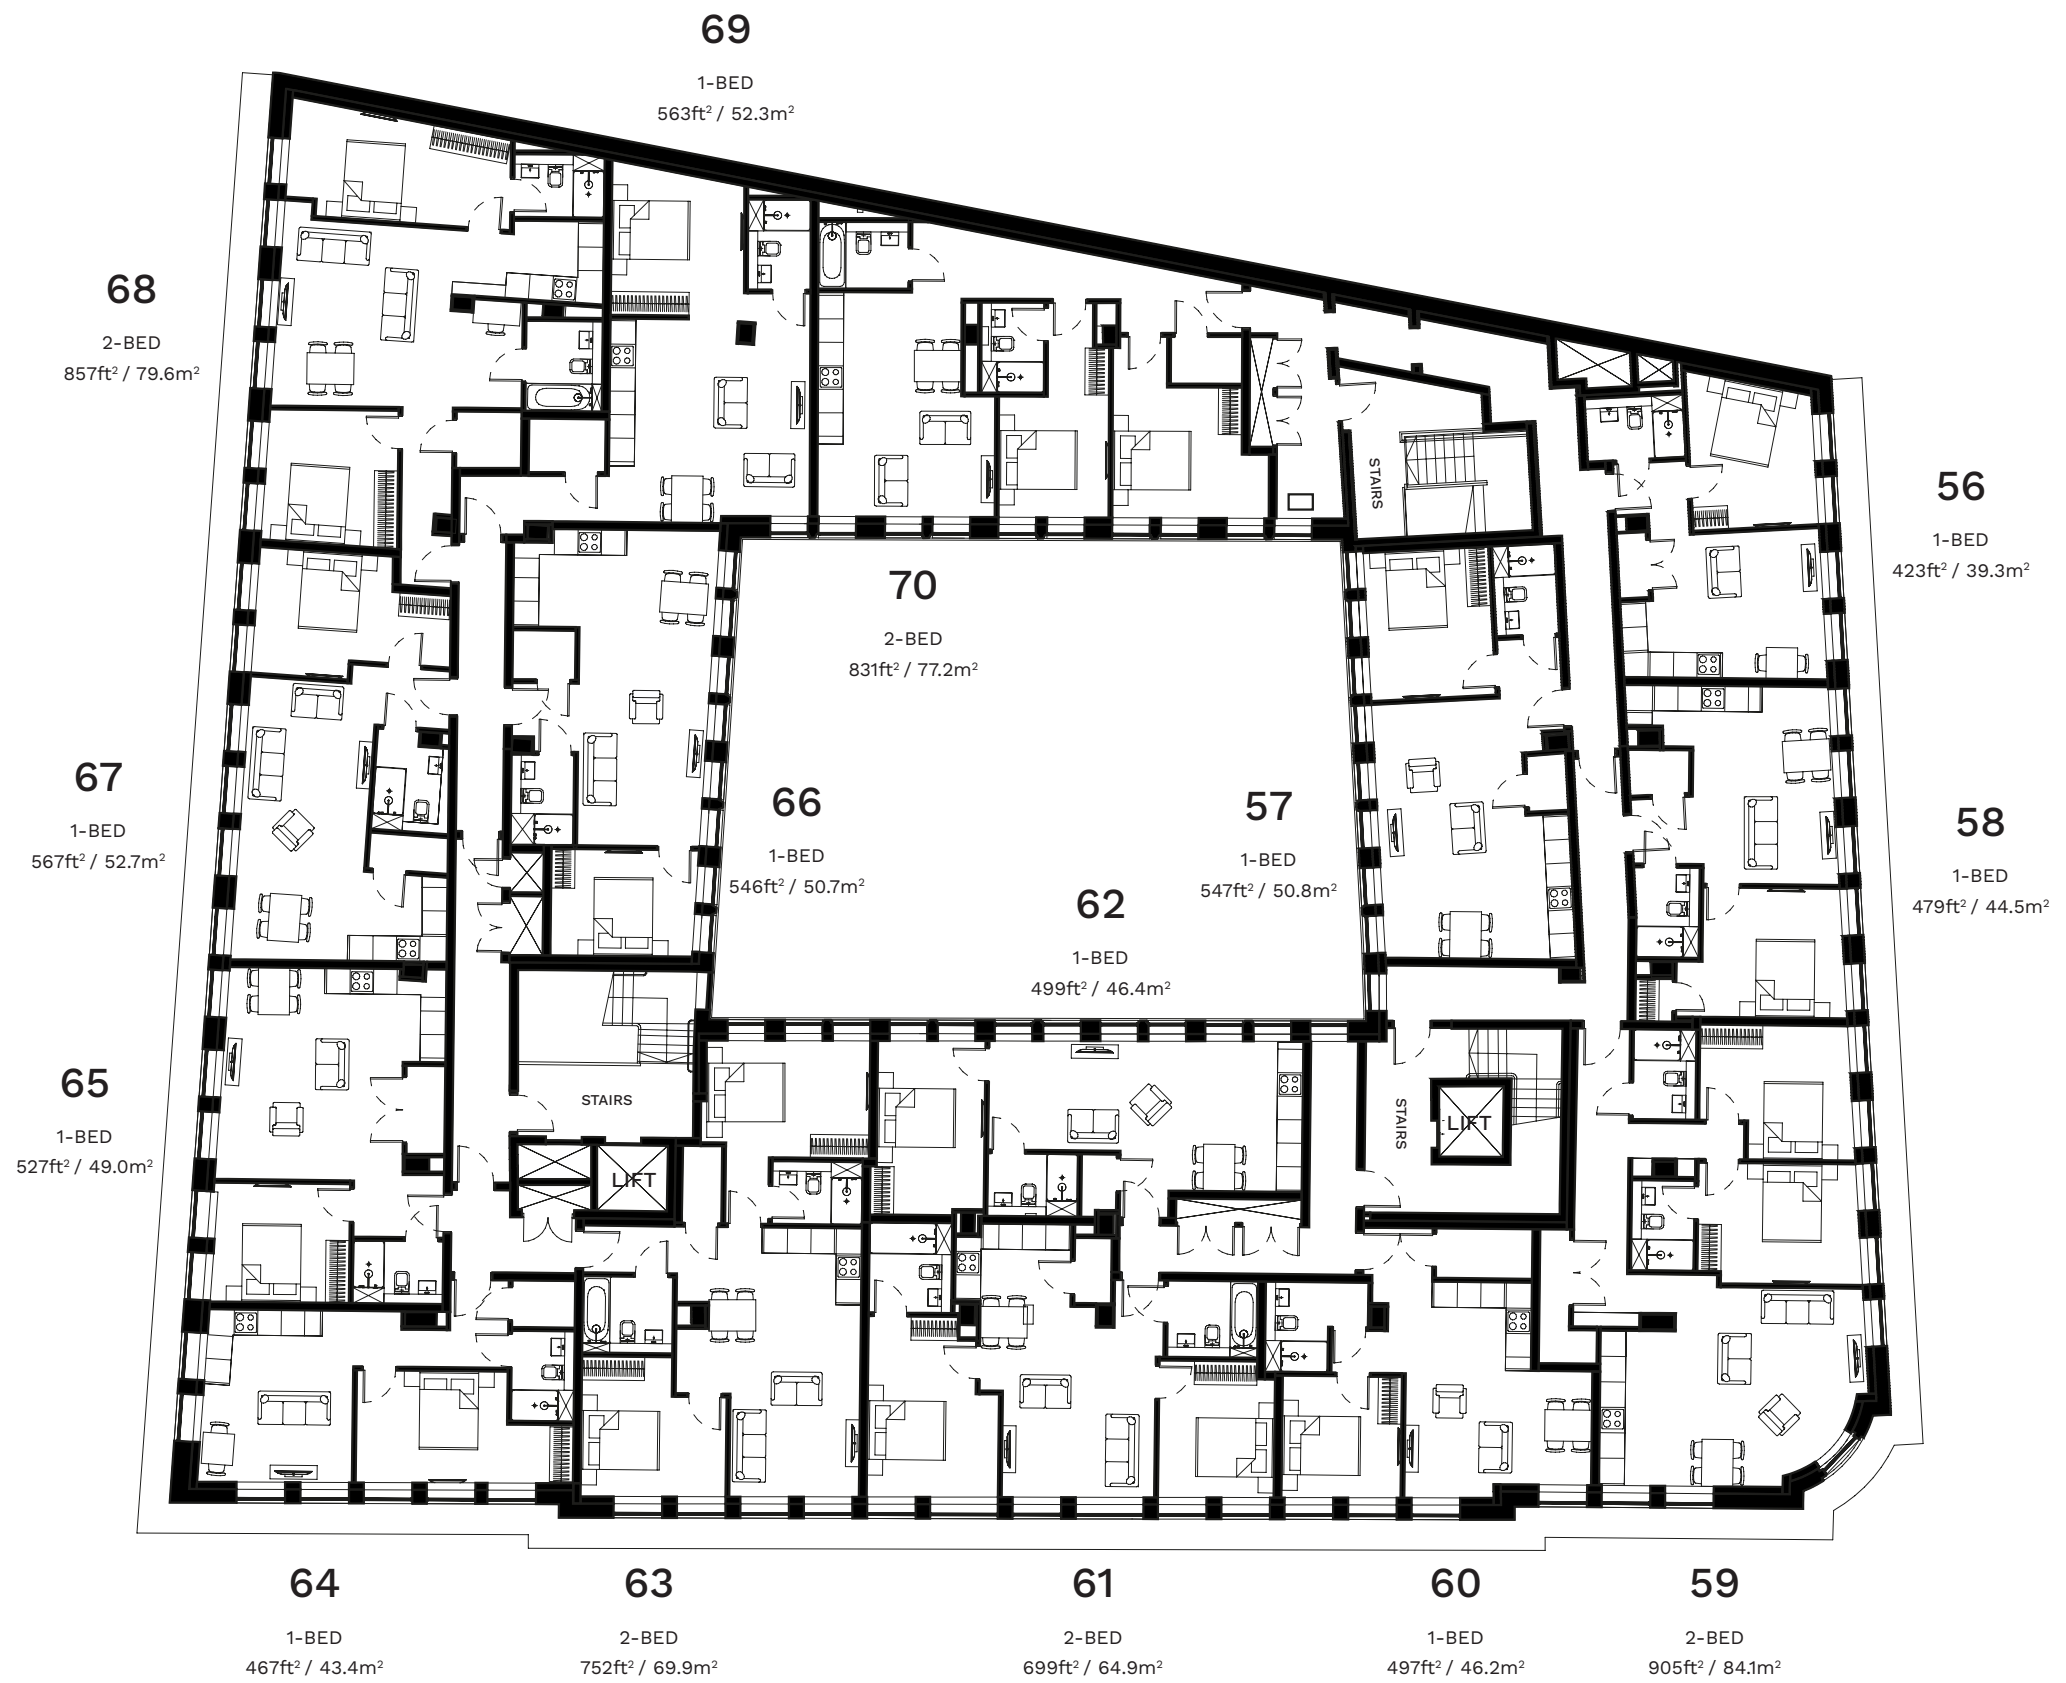 69
1-BED
563ft² / 52.3m²
68
2-BED
857ft² / 79.6m²
STAIRS
56
1-BED
423ft² / 39.3m²
70
2-BED
831ft² / 77.2m²
67
1-BED
567ft² / 52.7m²
66
1-BED
546ft² / 50.7m²
57
1-BED
547ft² / 50.8m²
58
1-BED
479ft² / 44.5m²
62
1-BED
499ft² / 46.4m²
65
1-BED
527ft² / 49.0m²
STAIRS
LIFT
STAIRS
LIFT
64
1-BED
467ft² / 43.4m²
63
2-BED
752ft² / 69.9m²
61
2-BED
699ft² / 64.9m²
60
1-BED
497ft² / 46.2m²
59
2-BED
905ft² / 84.1m²